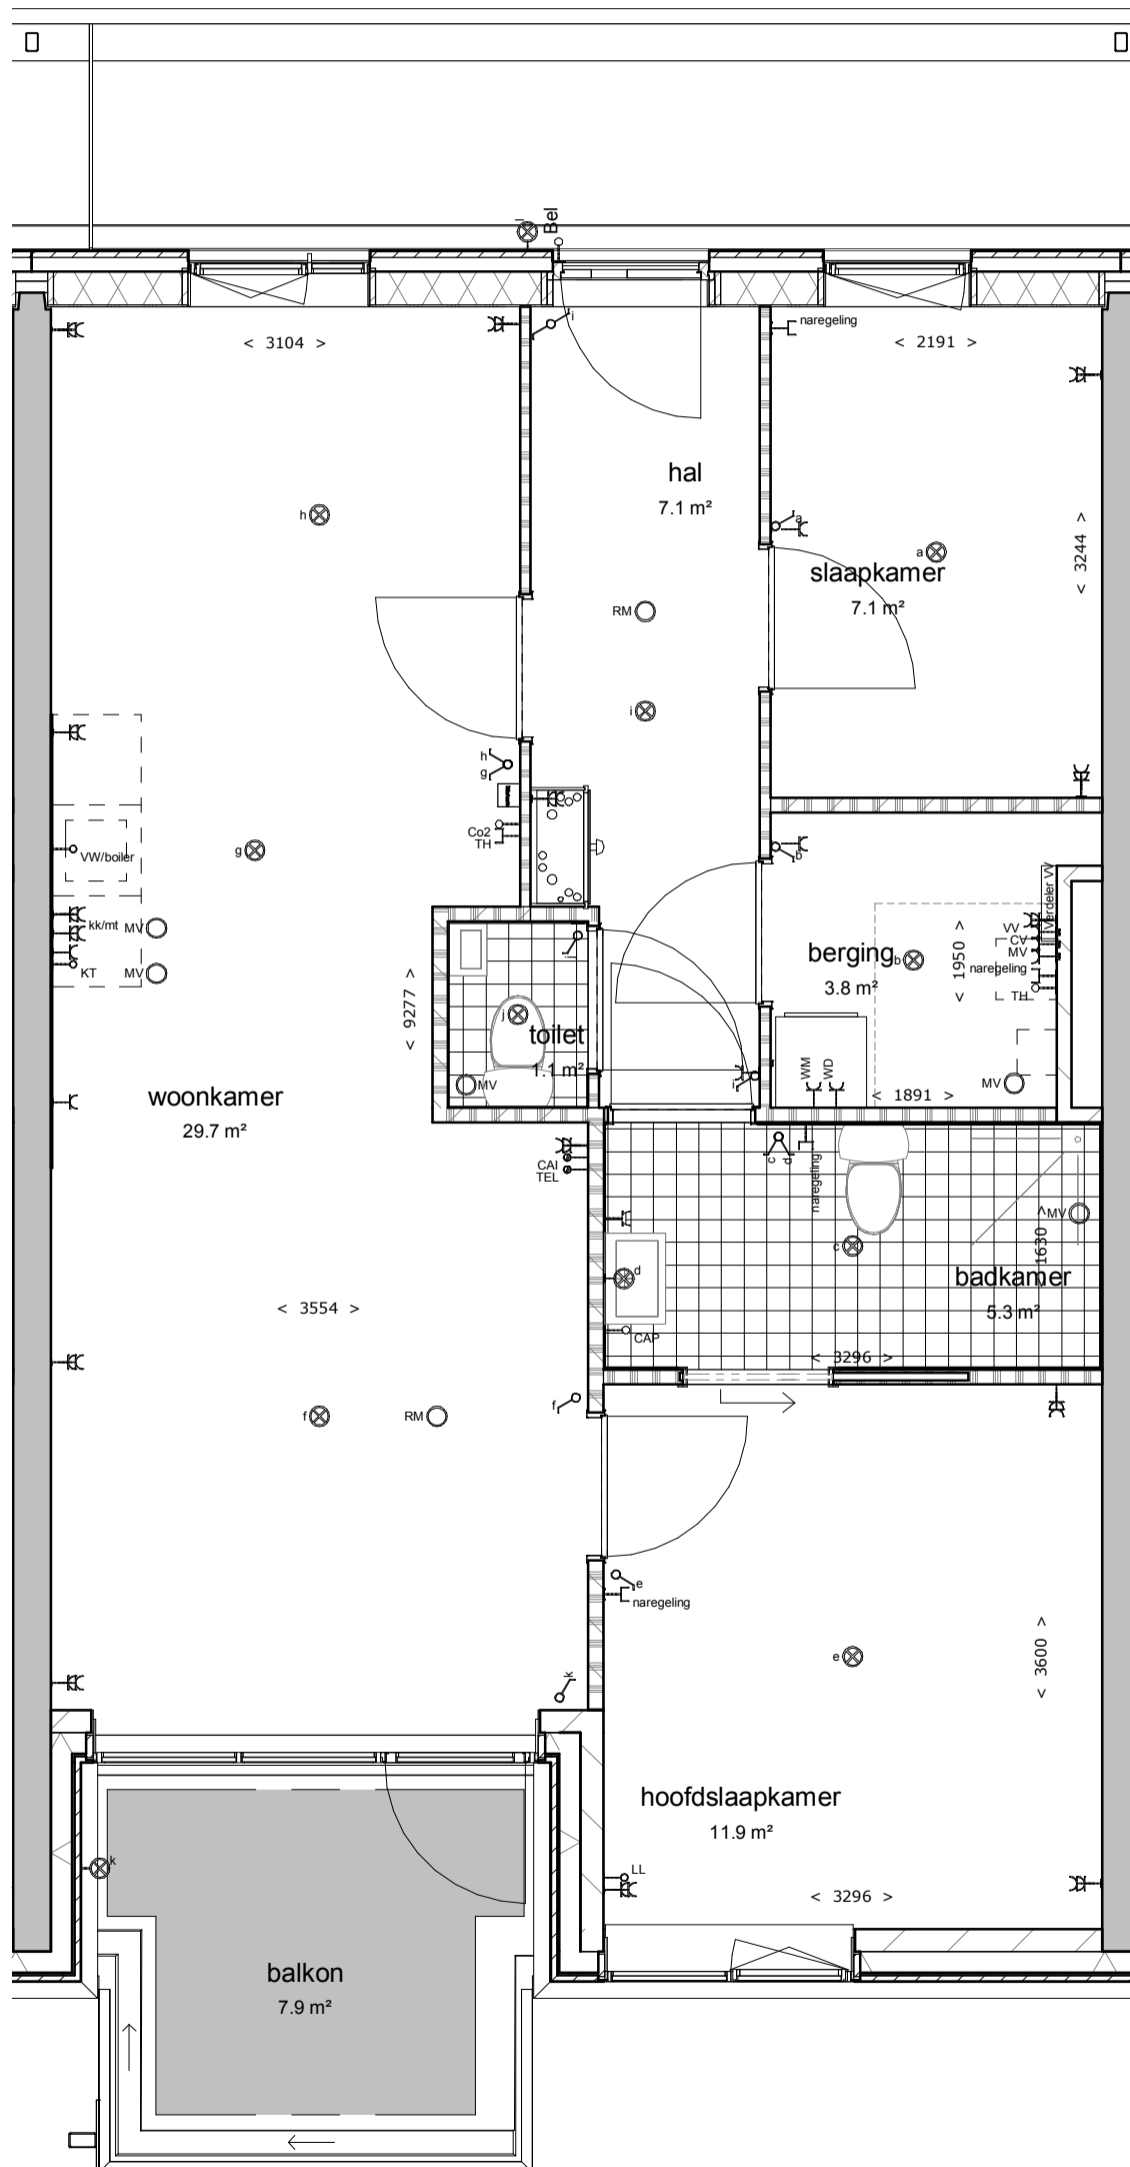 l
Bel
i
naregeling
< 3104 >
< 2191 >
hal
7.1 m²
h
a
a
slaapkamer
7.1 m²
< 3244 >
RM
i
h
g
Co2
TH
g
VW/boiler
b
kk/mt
MV
KT
MV
Verdeler VV
VV
CV
MV
naregeling
TH
berging
3.8 m²
b
< 1950 >
< 9277 >
j
j
toilet
1.1 m²
MV
i
WM
WD
MV
< 1891 >
woonkamer
29.7 m²
CAI
TEL
c
d
naregeling
MV
c
< 1630 >
d
badkamer
5.3 m²
CAP
< 3296 >
< 3554 >
f
f
RM
e
naregeling
e
< 3600 >
k
hoofdslaapkamer
11.9 m²
k
LL
< 3296 >
balkon
7.9 m²